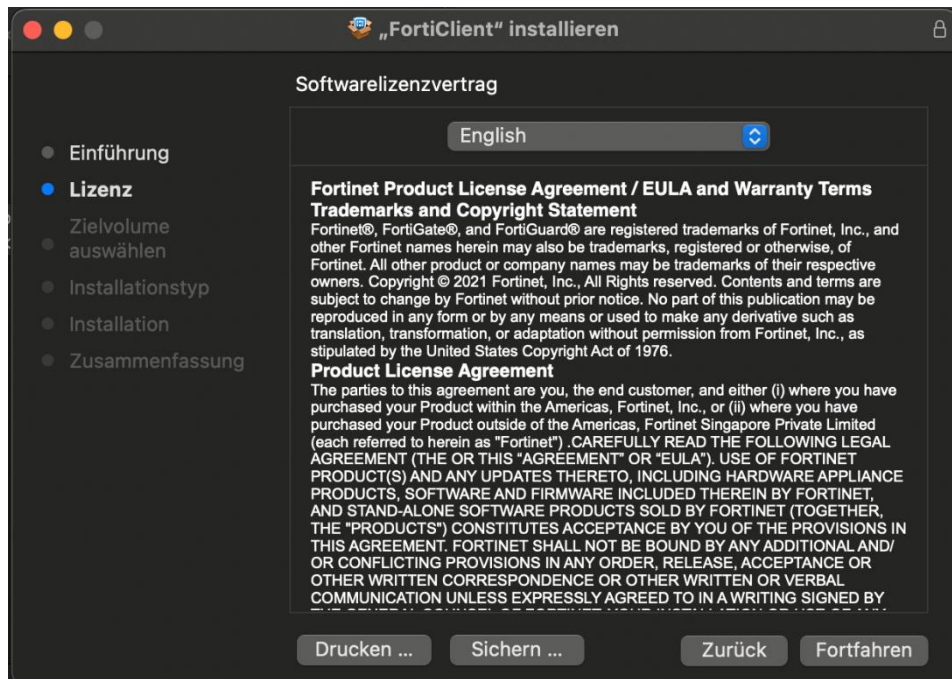 „FortiClient“ installieren
Softwarelizenzvertrag
Einführung
Lizenz
Zielvolume
auswählen
Installationstyp
Installation
Zusammenfassung
English
Fortinet Product License Agreement / EULA and Warranty Terms
Trademarks and Copyright Statement
Fortinet®, FortiGate®, and FortiGuard® are registered trademarks of Fortinet, Inc., and
other Fortinet names herein may also be trademarks, registered or otherwise, of
Fortinet. All other product or company names may be trademarks of their respective
owners. Copyright © 2021 Fortinet, Inc., All Rights reserved. Contents and terms are
subject to change by Fortinet without prior notice. No part of this publication may be
reproduced in any form or by any means or used to make any derivative such as
translation, transformation, or adaptation without permission from Fortinet, Inc., as
stipulated by the United States Copyright Act of 1976.
Product License Agreement
The parties to this agreement are you, the end customer, and either (i) where you have
purchased your Product within the Americas, Fortinet, Inc., or (ii) where you have
purchased your Product outside of the Americas, Fortinet Singapore Private Limited
(each referred to herein as "Fortinet") .CAREFULLY READ THE FOLLOWING LEGAL
AGREEMENT (THE OR THIS “AGREEMENT” OR “EULA”). USE OF FORTINET
PRODUCT(S) AND ANY UPDATES THERETO, INCLUDING HARDWARE APPLIANCE
PRODUCTS, SOFTWARE AND FIRMWARE INCLUDED THEREIN BY FORTINET,
AND STAND-ALONE SOFTWARE PRODUCTS SOLD BY FORTINET (TOGETHER,
THE "PRODUCTS") CONSTITUTES ACCEPTANCE BY YOU OF THE PROVISIONS IN
THIS AGREEMENT. FORTINET SHALL NOT BE BOUND BY ANY ADDITIONAL AND/
OR CONFLICTING PROVISIONS IN ANY ORDER, RELEASE, ACCEPTANCE OR
OTHER WRITTEN CORRESPONDENCE OR OTHER WRITTEN OR VERBAL
COMMUNICATION UNLESS EXPRESSLY AGREED TO IN A WRITING SIGNED BY
Drucken ...
Sichern ...
Zurück
Fortfahren